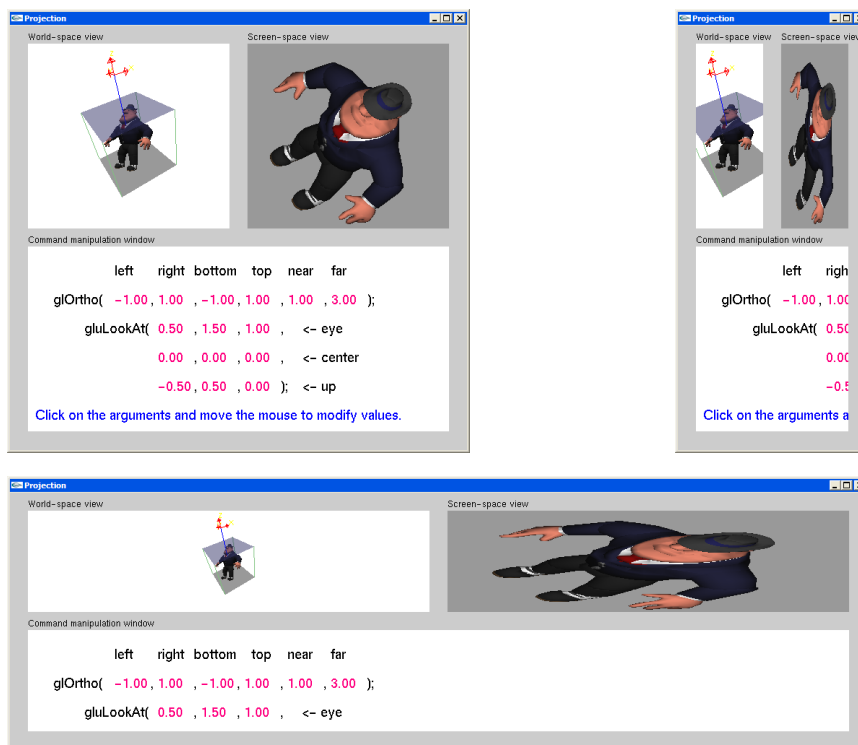 Projection
World-space view Screen-space view
Command manipulation window
left right bottom top near far
glOrtho( -1.00 , 1.00 , -1.00 , 1.00 , 1.00 , 3.00 );
gluLookAt( 0.50 , 1.50 , 1.00 , <- eye
0.00 , 0.00 , 0.00 , <- center
-0.50 , 0.50 , 0.00 ); <- up
Click on the arguments and move the mouse to modify values.
Projection
World-space view Screen-space view
Command manipulation window
left righ
glOrtho( -1.00 , 1.00
gluLookAt( 0.50
0.00
-0.5
Click on the arguments a
Projection
World-space view Screen-space view
Command manipulation window
left right bottom top near far
glOrtho( -1.00 , 1.00 , -1.00 , 1.00 , 1.00 , 3.00 );
gluLookAt( 0.50 , 1.50 , 1.00 , <- eye